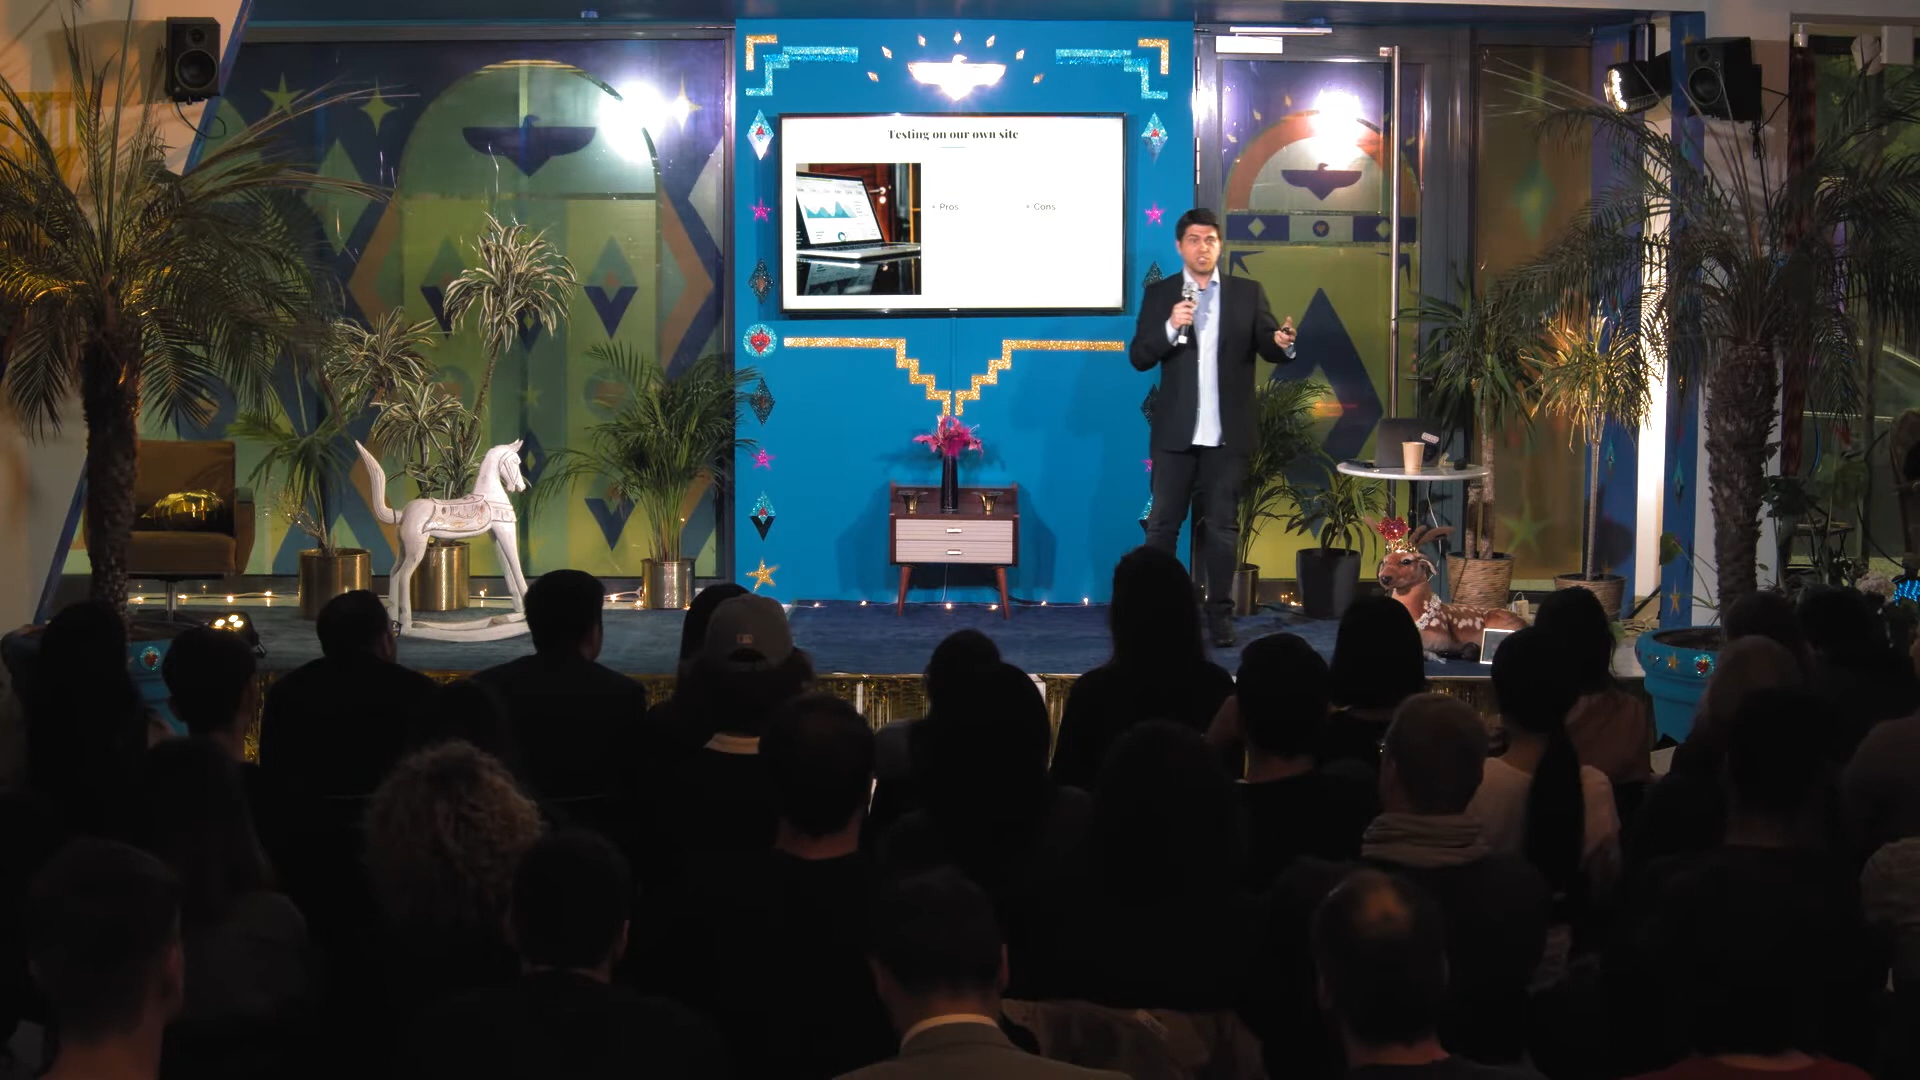 Testing on our own site
• Pros
• Cons